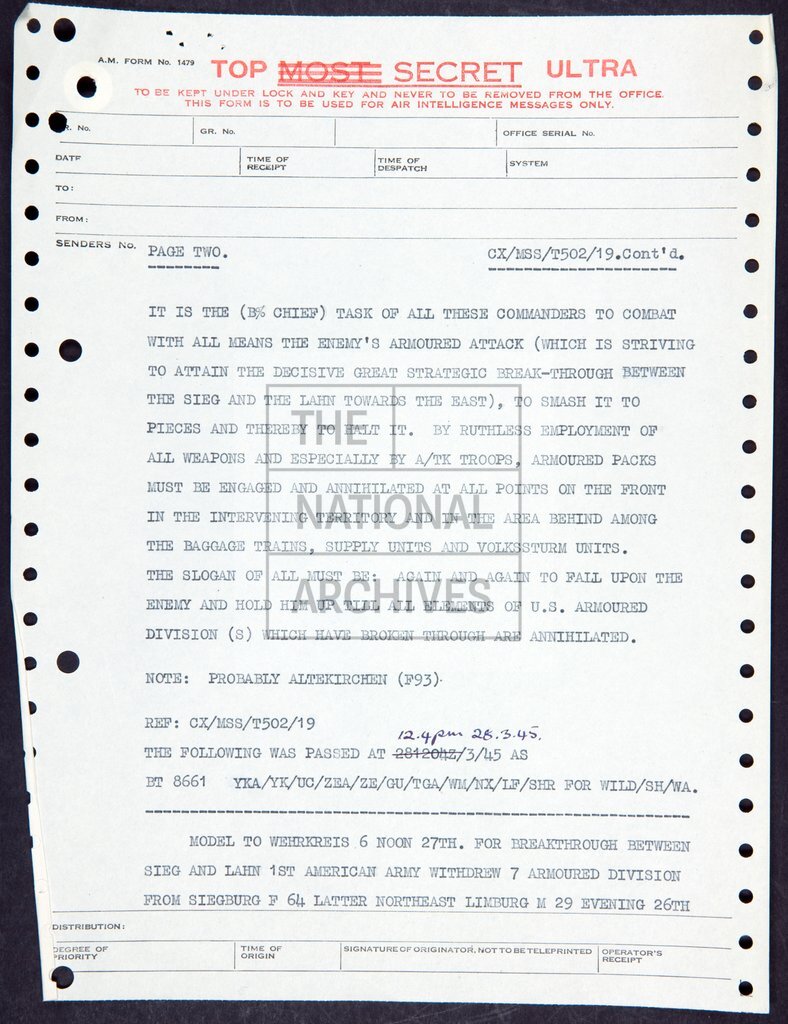 A.M. FORM No. 1479
TOP MOST SECRET ULTRA
TO BE KEPT UNDER LOCK AND KEY AND NEVER TO BE REMOVED FROM THE OFFICE.
THIS FORM IS TO BE USED FOR AIR INTELLIGENCE MESSAGES ONLY.
R. No. GR. No. OFFICE SERIAL No.
DATE TIME OF RECEIPT TIME OF DESPATCH SYSTEM
TO:
FROM:
SENDERS No. PAGE TWO. CX/MSS/T502/19.Cont'd.
IT IS THE (B% CHIEF) TASK OF ALL THESE COMMANDERS TO COMBAT
WITH ALL MEANS THE ENEMY'S ARMOURED ATTACK (WHICH IS STRIVING
TO ATTAIN THE DECISIVE GREAT STRATEGIC BREAK-THROUGH BETWEEN
THE SIEG AND THE LAHN TOWARDS THE EAST), TO SMASH IT TO
PIECES AND THEREBY TO HALT IT. BY RUTHLESS EMPLOYMENT OF
ALL WEAPONS AND ESPECIALLY BY A/TK TROOPS, ARMOURED PACKS
MUST BE ENGAGED AND ANNIHILATED AT ALL POINTS ON THE FRONT
IN THE INTERVENING TERRITORY AND IN THE AREA BEHIND AMONG
THE BAGGAGE TRAINS, SUPPLY UNITS AND VOLKSSTURM UNITS.
THE SLOGAN OF ALL MUST BE: AGAIN AND AGAIN TO FALL UPON THE
ENEMY AND HOLD HIM UP TILL ALL ELEMENTS OF U.S. ARMOURED
DIVISION (S) WHICH HAVE BROKEN THROUGH ARE ANNIHILATED.
THE
NATIONAL
ARCHIVES
NOTE: PROBABLY ALTEKIRCHEN (F93).
REF: CX/MSS/T502/19
12.4pm 28.3.45.
THE FOLLOWING WAS PASSED AT 281204Z/3/45 AS
BT 8661 YKA/YK/UC/ZEA/ZE/GU/TGA/WM/NX/LF/SHR FOR WILD/SH/WA.
MODEL TO WEHRKREIS 6 NOON 27TH. FOR BREAKTHROUGH BETWEEN
SIEG AND LAHN 1ST AMERICAN ARMY WITHDREW 7 ARMOURED DIVISION
FROM SIEGBURG F 64 LATTER NORTHEAST LIMBURG M 29 EVENING 26TH
DISTRIBUTION:
DEGREE OF PRIORITY TIME OF ORIGIN SIGNATURE OF ORIGINATOR. NOT TO BE TELEPRINTED OPERATOR'S RECEIPT